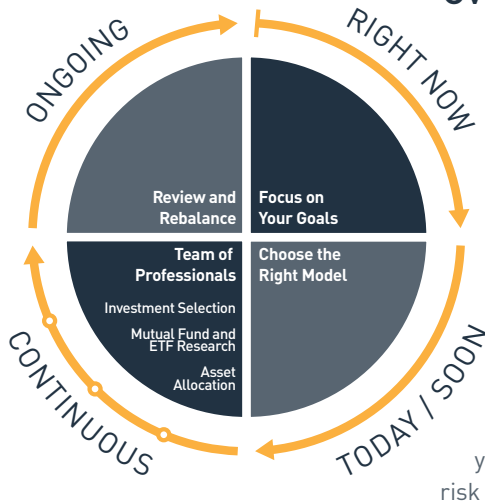 ONGOING
RIGHT NOW
Review and
Rebalance
Focus on
Your Goals
Team of
Professionals
Investment Selection
Mutual Fund and
ETF Research
Asset
Allocation
Choose the
Right Model
CONTINUOUS
TODAY / SOON
y
risk